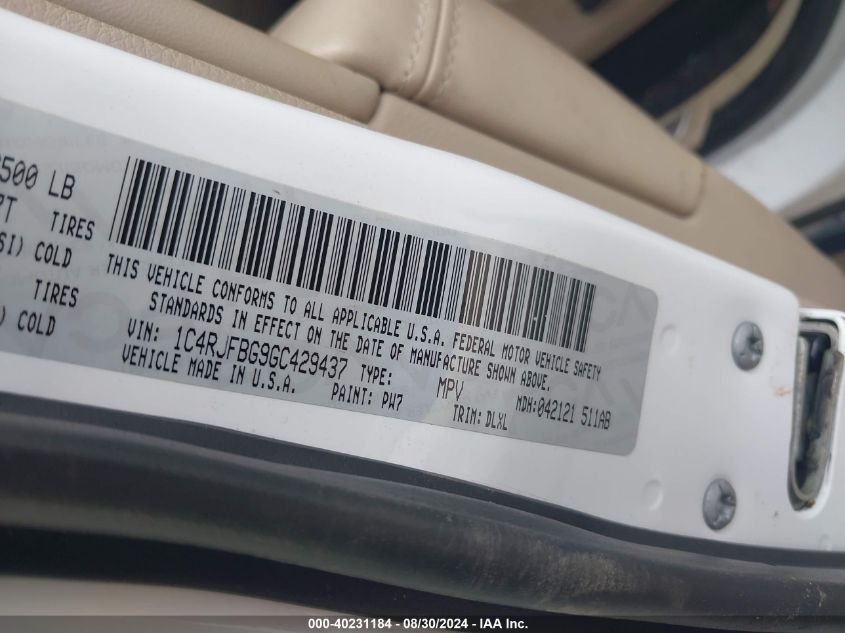 500 LB
TIRES
SI) COLD
TIRES
) COLD
THIS VEHICLE CONFORMS TO ALL APPLICABLE U.S.A. FEDERAL MOTOR VEHICLE SAFETY
STANDARDS IN EFFECT ON THE DATE OF MANUFACTURE SHOWN ABOVE.
VIN: 1C4RJFBG9GC429437 TYPE: MPV MDH:042121 511AB
VEHICLE MADE IN U.S.A. PAINT: PW7 TRIM: DLXL
000-40231184 - 08/30/2024 - IAA Inc.